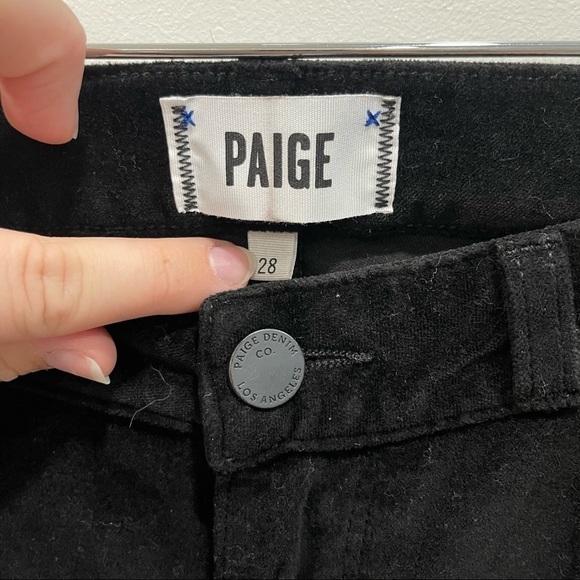 PAIGE
28
PAIGE DENIM
CO.
LOS ANGELES